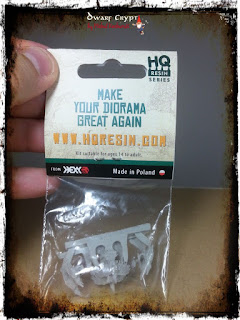 Dwarf Crypt
HQ
RESIN
SERIES
MAKE
YOUR DIORAMA
GREAT AGAIN
WWW.HQRESIN.COM
Kit suitable for ages 14 to adult.
FROM
Made in Poland